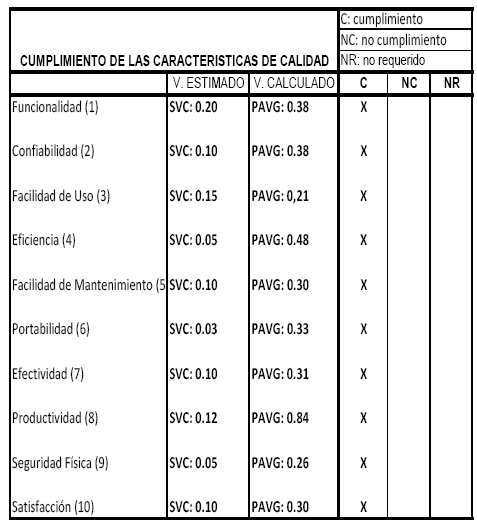 C: cumplimiento
NC: no cumplimiento
CUMPLIMIENTO DE LAS CARACTERISTICAS DE CALIDAD NR: no requerido
V. ESTIMADO V. CALCULADO C NC NR
Funcionalidad (1) SVC: 0.20 PAVG: 0.38 X
Confiabilidad (2) SVC: 0.10 PAVG: 0.38 X
Facilidad de Uso (3) SVC: 0.15 PAVG: 0,21 X
Eficiencia (4) SVC: 0.05 PAVG: 0.48 X
Facilidad de Mantenimiento (5 SVC: 0.10 PAVG: 0.30 X
Portabilidad (6) SVC: 0.03 PAVG: 0.33 X
Efectividad (7) SVC: 0.10 PAVG: 0.31 X
Productividad (8) SVC: 0.12 PAVG: 0.84 X
Seguridad Física (9) SVC: 0.05 PAVG: 0.26 X
Satisfacción (10) SVC: 0.10 PAVG: 0.30 X